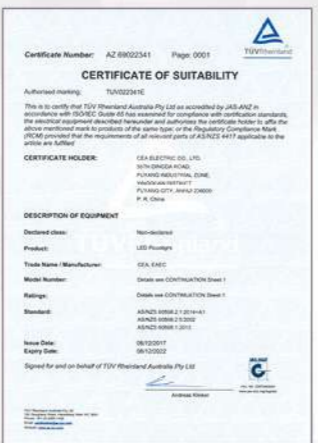 TÜVRheinland
Certificate Number: AZ 69022341 Page: 0001
CERTIFICATE OF SUITABILITY
Authorised marking: TUV022341E
This is to certify that TÜV Rheinland Australia Pty Ltd as accredited by JAS-ANZ in
accordance with ISO/IEC Guide 65 has examined for compliance with certification standards,
the electrical equipment described hereunder and authorises the certificate holder to affix the
above mentioned mark to products of the same type; or the Regulatory Compliance Mark
(RCM) provided that the requirements of all relevant parts of AS/NZS 4417 applicable to the
article are fulfilled
CERTIFICATE HOLDER: CEA ELECTRIC CO., LTD.
ROAD,
INDUSTRIAL ZONE,
DISTRICT
CITY, ANHUI 236000
P. R. China
DESCRIPTION OF EQUIPMENT
Declared class: Non-declared
Product: LED Floodlight
Trade Name / Manufacturer: CEA, EAEC
Model Number: Details see CONTINUATION Sheet 1
Ratings: Details see CONTINUATION Sheet 1
Standard: AS/NZS 60598.2.1:2014+A1
AS/NZS 60598.2.5:2002
AS/NZS 60598.1:2013
Issue Date: 08/12/2017
Expiry Date: 08/12/2022
Signed for and on behalf of TÜV Rheinland Australia Pty Ltd
Andreas